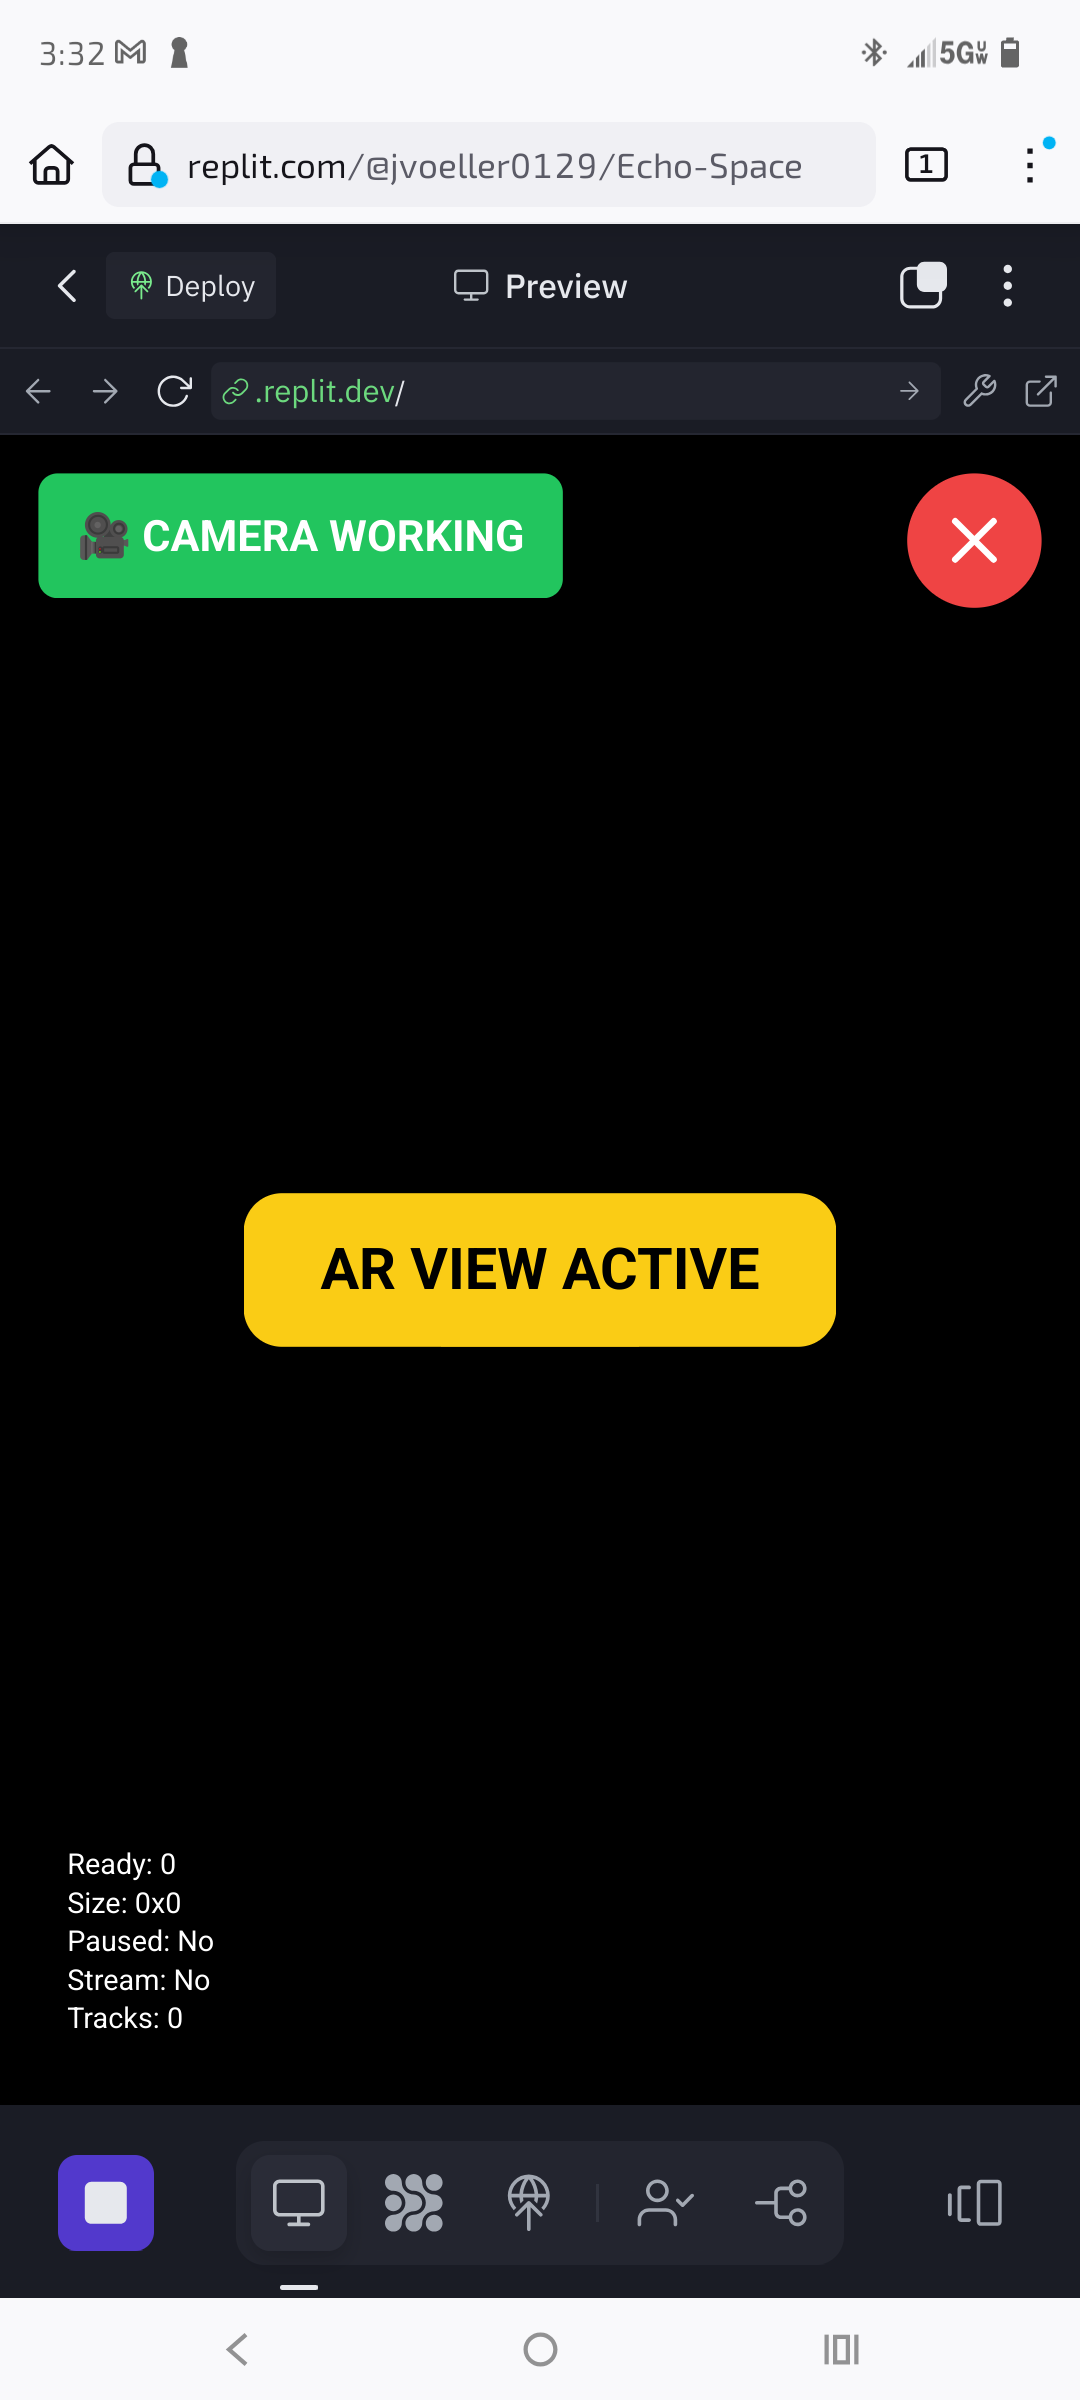 3:32
5G UW
replit.com/@jvoeller0129/Echo-Space
1
Deploy
Preview
.replit.dev/
CAMERA WORKING
AR VIEW ACTIVE
Ready: 0
Size: 0x0
Paused: No
Stream: No
Tracks: 0